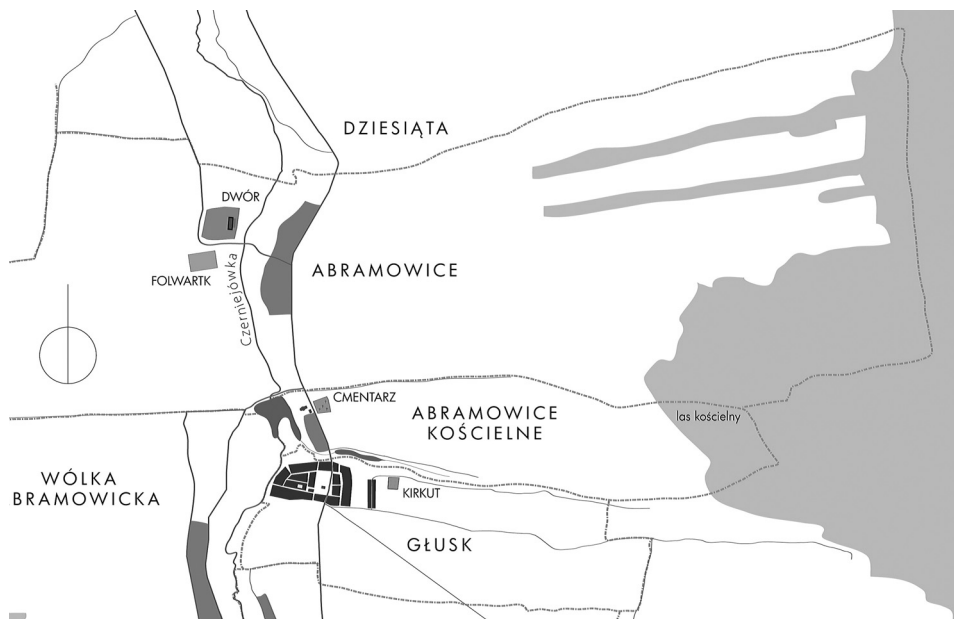 DZIESIĄTA
DWÓR
ABRAMOWICE
FOLWARTK
Czerniejówka
CMENTARZ
ABRAMOWICE
KOŚCIELNE
las kościelny
WÓLKA
BRAMOWICKA
KIRKUT
GŁUSK